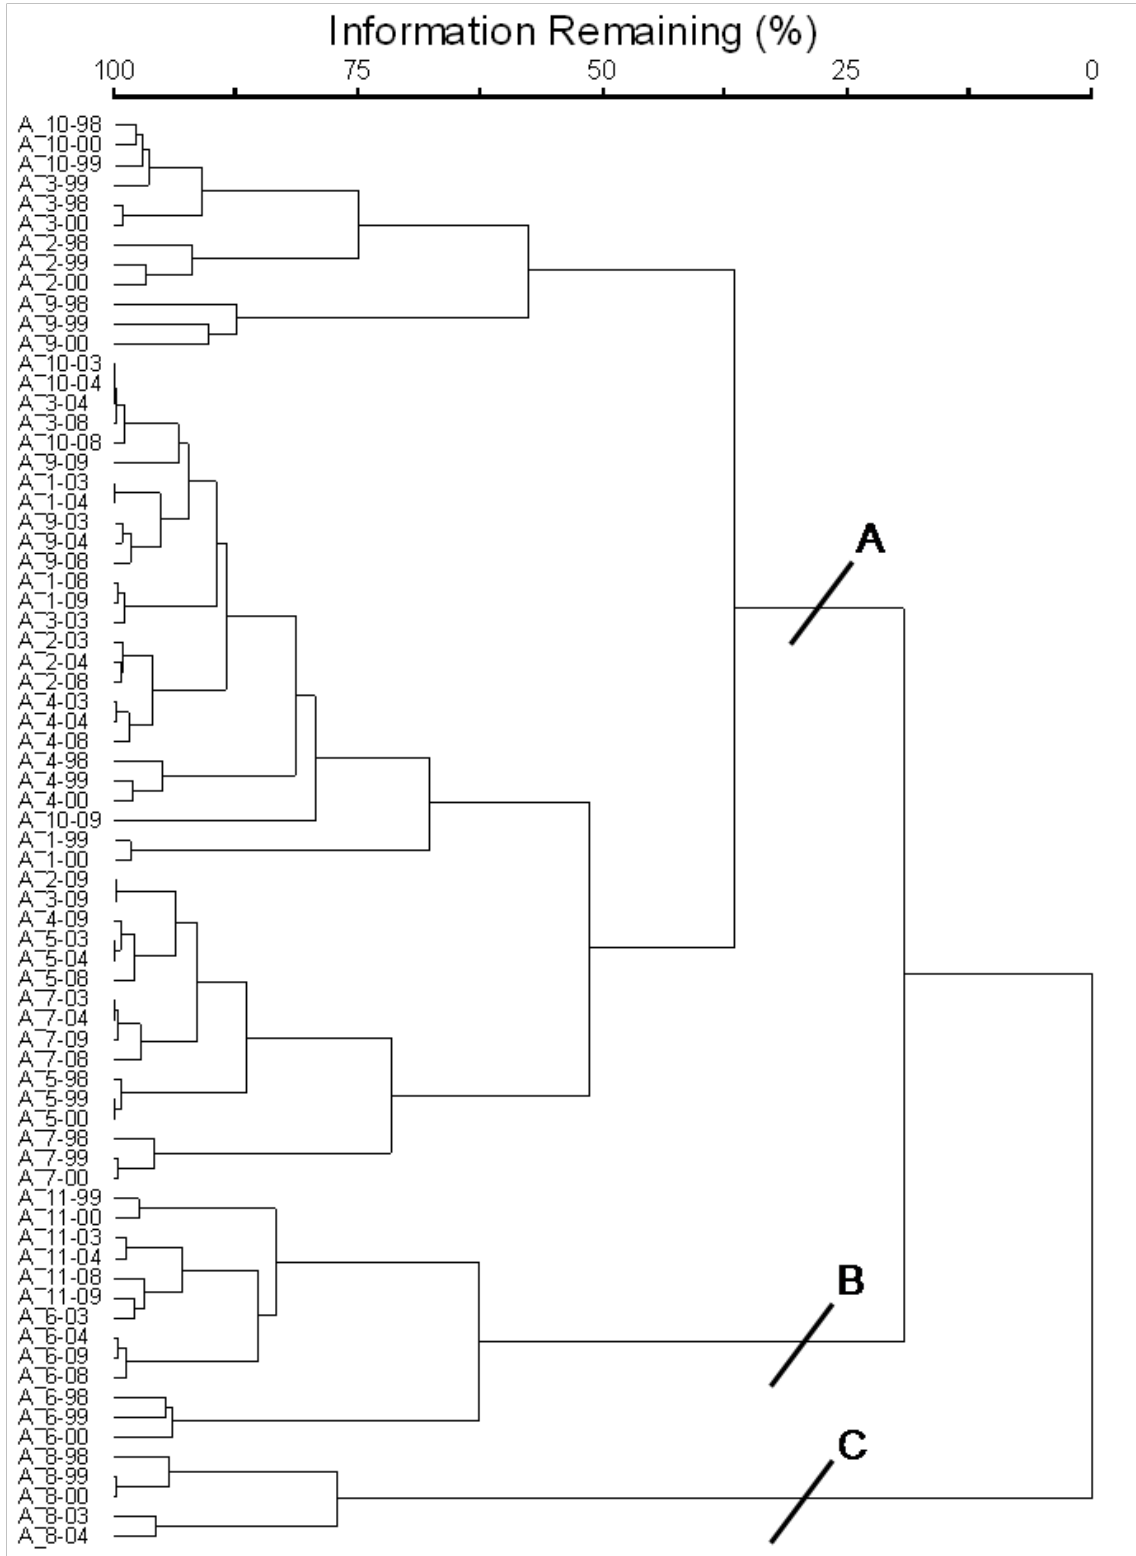 Information Remaining (%)
100 75 50 25 0
A_10-98
A_10-00
A_10-99
A_3-99
A_3-98
A_3-00
A_2-98
A_2-99
A_2-00
A_9-98
A_9-99
A_9-00
A_10-03
A_10-04
A_3-04
A_3-08
A_10-08
A_9-09
A_1-03
A_1-04
A_9-03
A_9-04
A_9-08
A
A_1-08
A_1-09
A_3-03
A_2-03
A_2-04
A_2-08
A_4-03
A_4-04
A_4-08
A_4-98
A_4-99
A_4-00
A_10-09
A_1-99
A_1-00
A_2-09
A_3-09
A_4-09
A_5-03
A_5-04
A_5-08
A_7-03
A_7-04
A_7-09
A_7-08
A_5-98
A_5-99
A_5-00
A_7-98
A_7-99
A_7-00
A_11-99
A_11-00
A_11-03
A_11-04
A_11-08
B
A_11-09
A_6-03
A_6-04
A_6-09
A_6-08
A_6-98
A_6-99
A_6-00
C
A_8-98
A_8-99
A_8-00
A_8-03
A_8-04